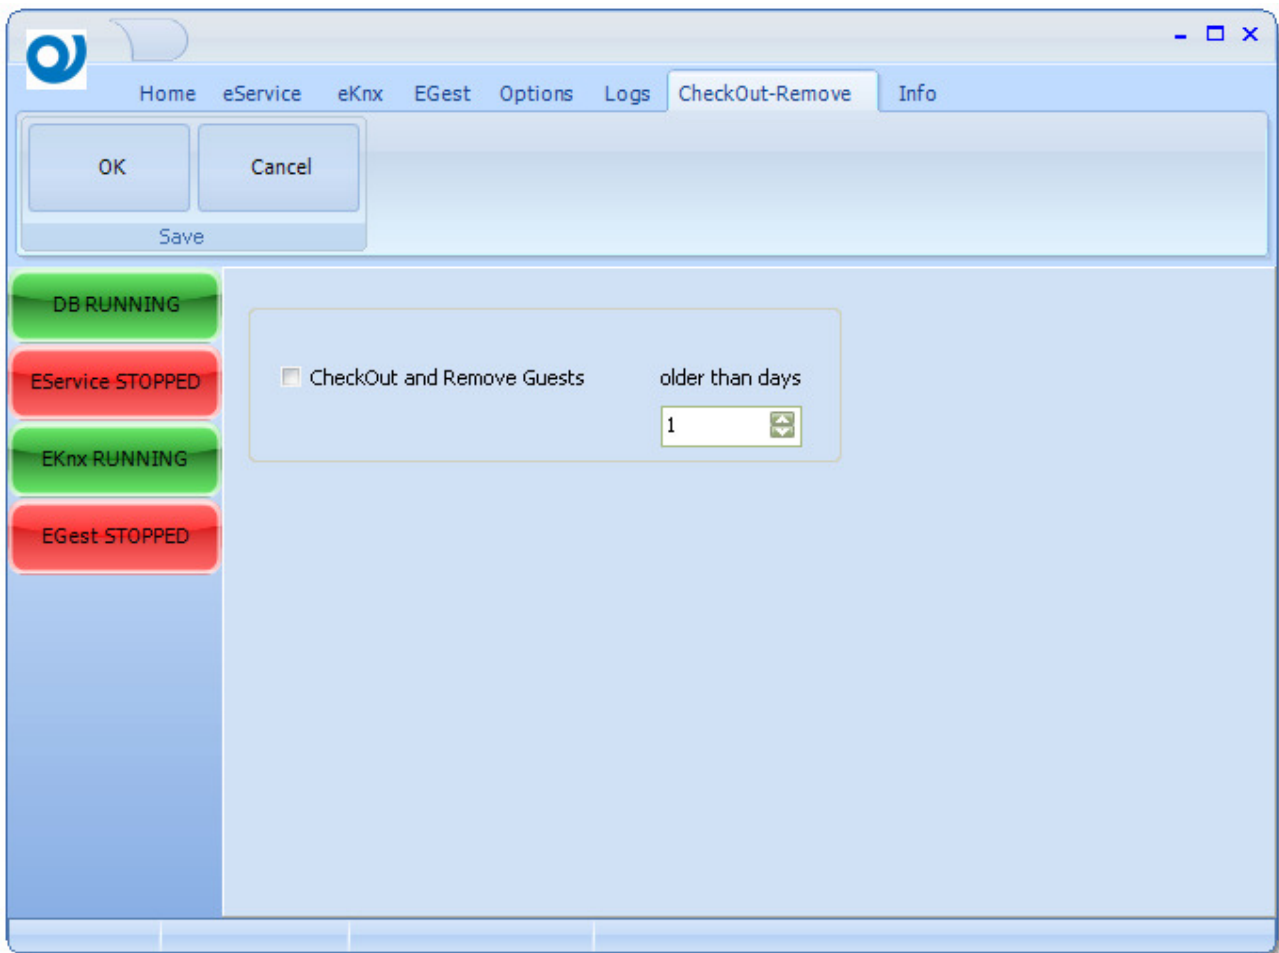 Home eService eKnx EGest Options Logs CheckOut-Remove Info
OK Cancel
Save
DB RUNNING
EService STOPPED
EKnx RUNNING
EGest STOPPED
CheckOut and Remove Guests older than days
1